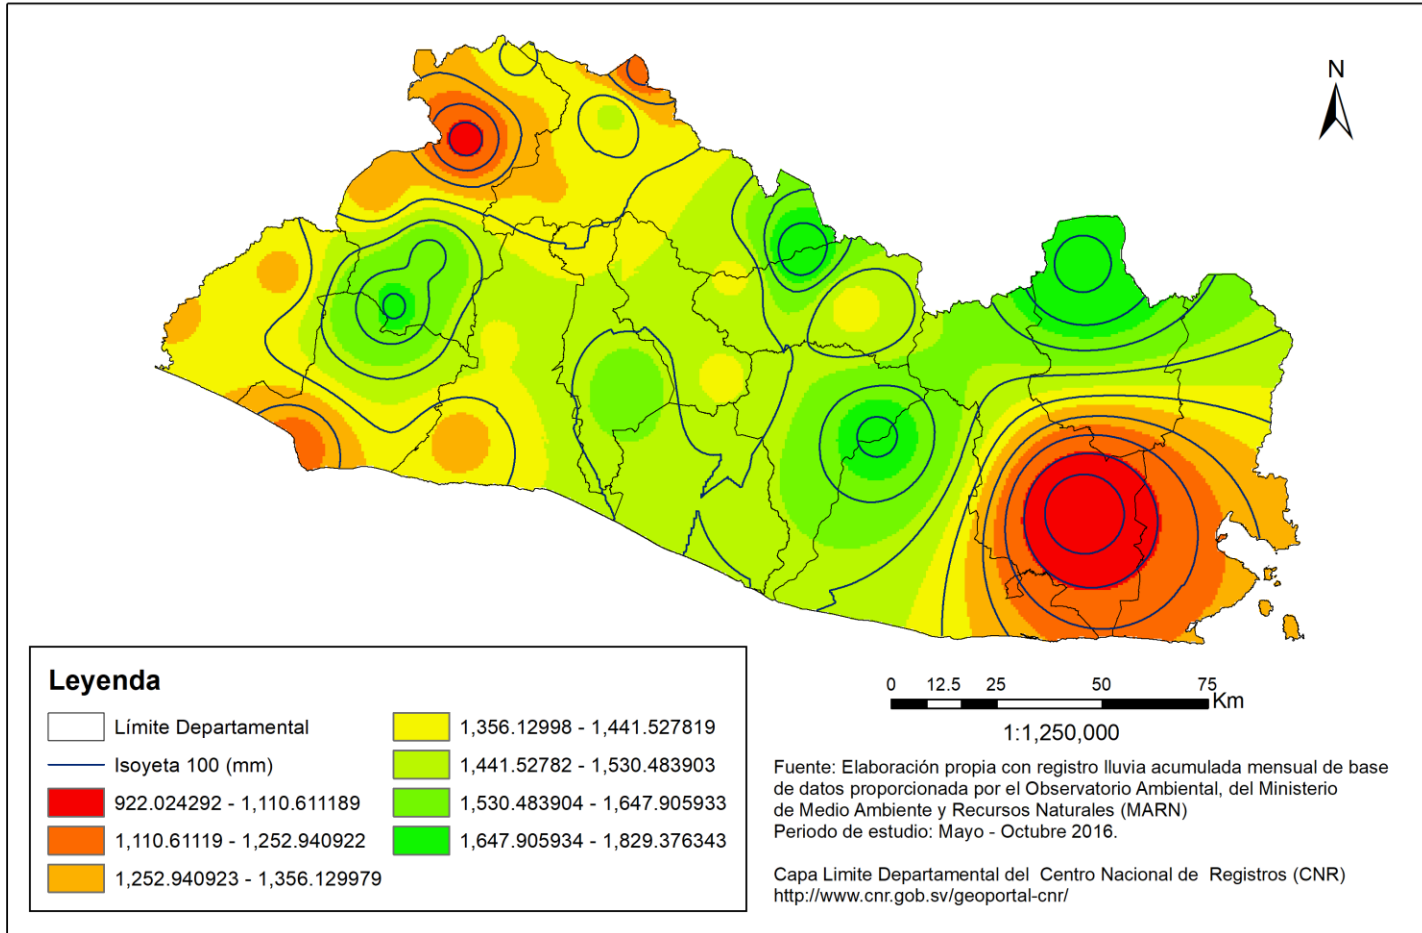 N
Leyenda
Límite Departamental
Isoyeta 100 (mm)
922.024292 - 1,110.611189
1,110.61119 - 1,252.940922
1,252.940923 - 1,356.129979
1,356.12998 - 1,441.527819
1,441.52782 - 1,530.483903
1,530.483904 - 1,647.905933
1,647.905934 - 1,829.376343
0 12.5 25 50 75
Km
1:1,250,000
Fuente: Elaboración propia con registro lluvia acumulada mensual de base
de datos proporcionada por el Observatorio Ambiental, del Ministerio
de Medio Ambiente y Recursos Naturales (MARN)
Periodo de estudio: Mayo - Octubre 2016.
Capa Limite Departamental del Centro Nacional de Registros (CNR)
http://www.cnr.gob.sv/geoportal-cnr/